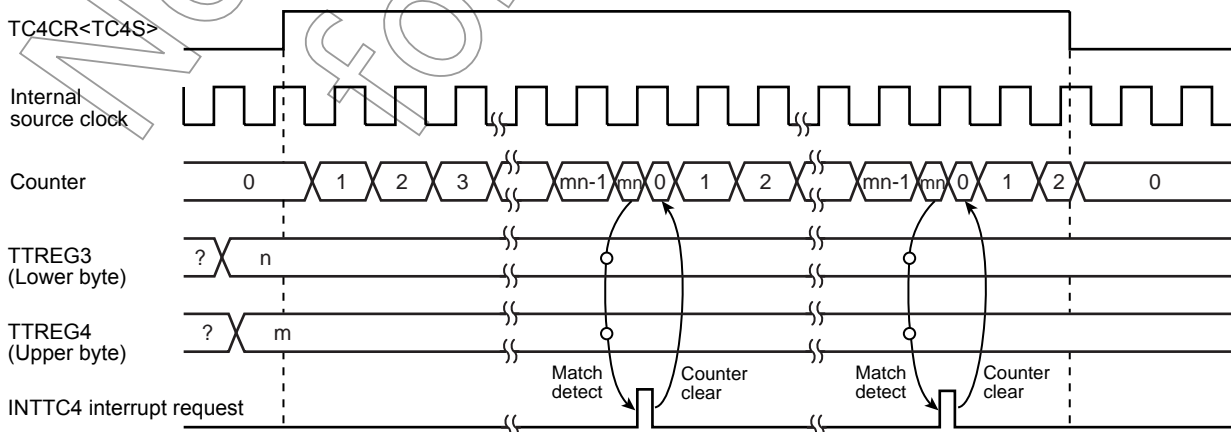 TC4CR<TC4S>
Internal
source clock
Counter
0 1 2 3 mn-1 mn 0 1 2 mn-1 mn 0 1 2 0
TTREG3
(Lower byte)
? n
TTREG4
(Upper byte)
? m
Match
detect
Counter
clear
Match
detect
Counter
clear
INTTC4 interrupt request